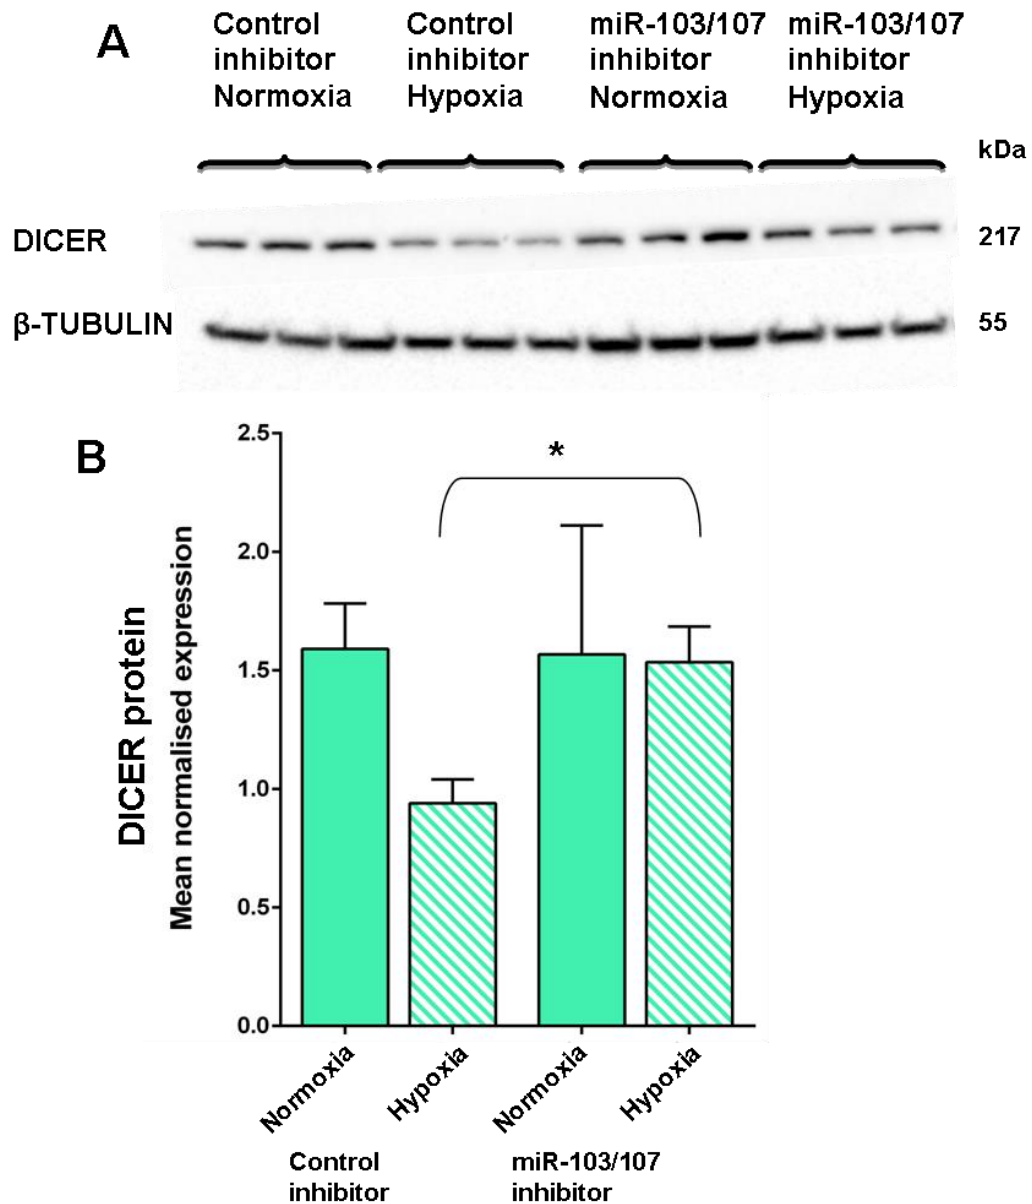 A
Control
inhibitor
Normoxia
Control
inhibitor
Hypoxia
miR-103/107
inhibitor
Normoxia
miR-103/107
inhibitor
Hypoxia
kDa
DICER
217
β-TUBULIN
55
B
DICER protein
Mean normalised expression
2.5
2.0
1.5
1.0
0.5
0.0
*
Normoxia
Hypoxia
Normoxia
Hypoxia
Control
inhibitor
miR-103/107
inhibitor